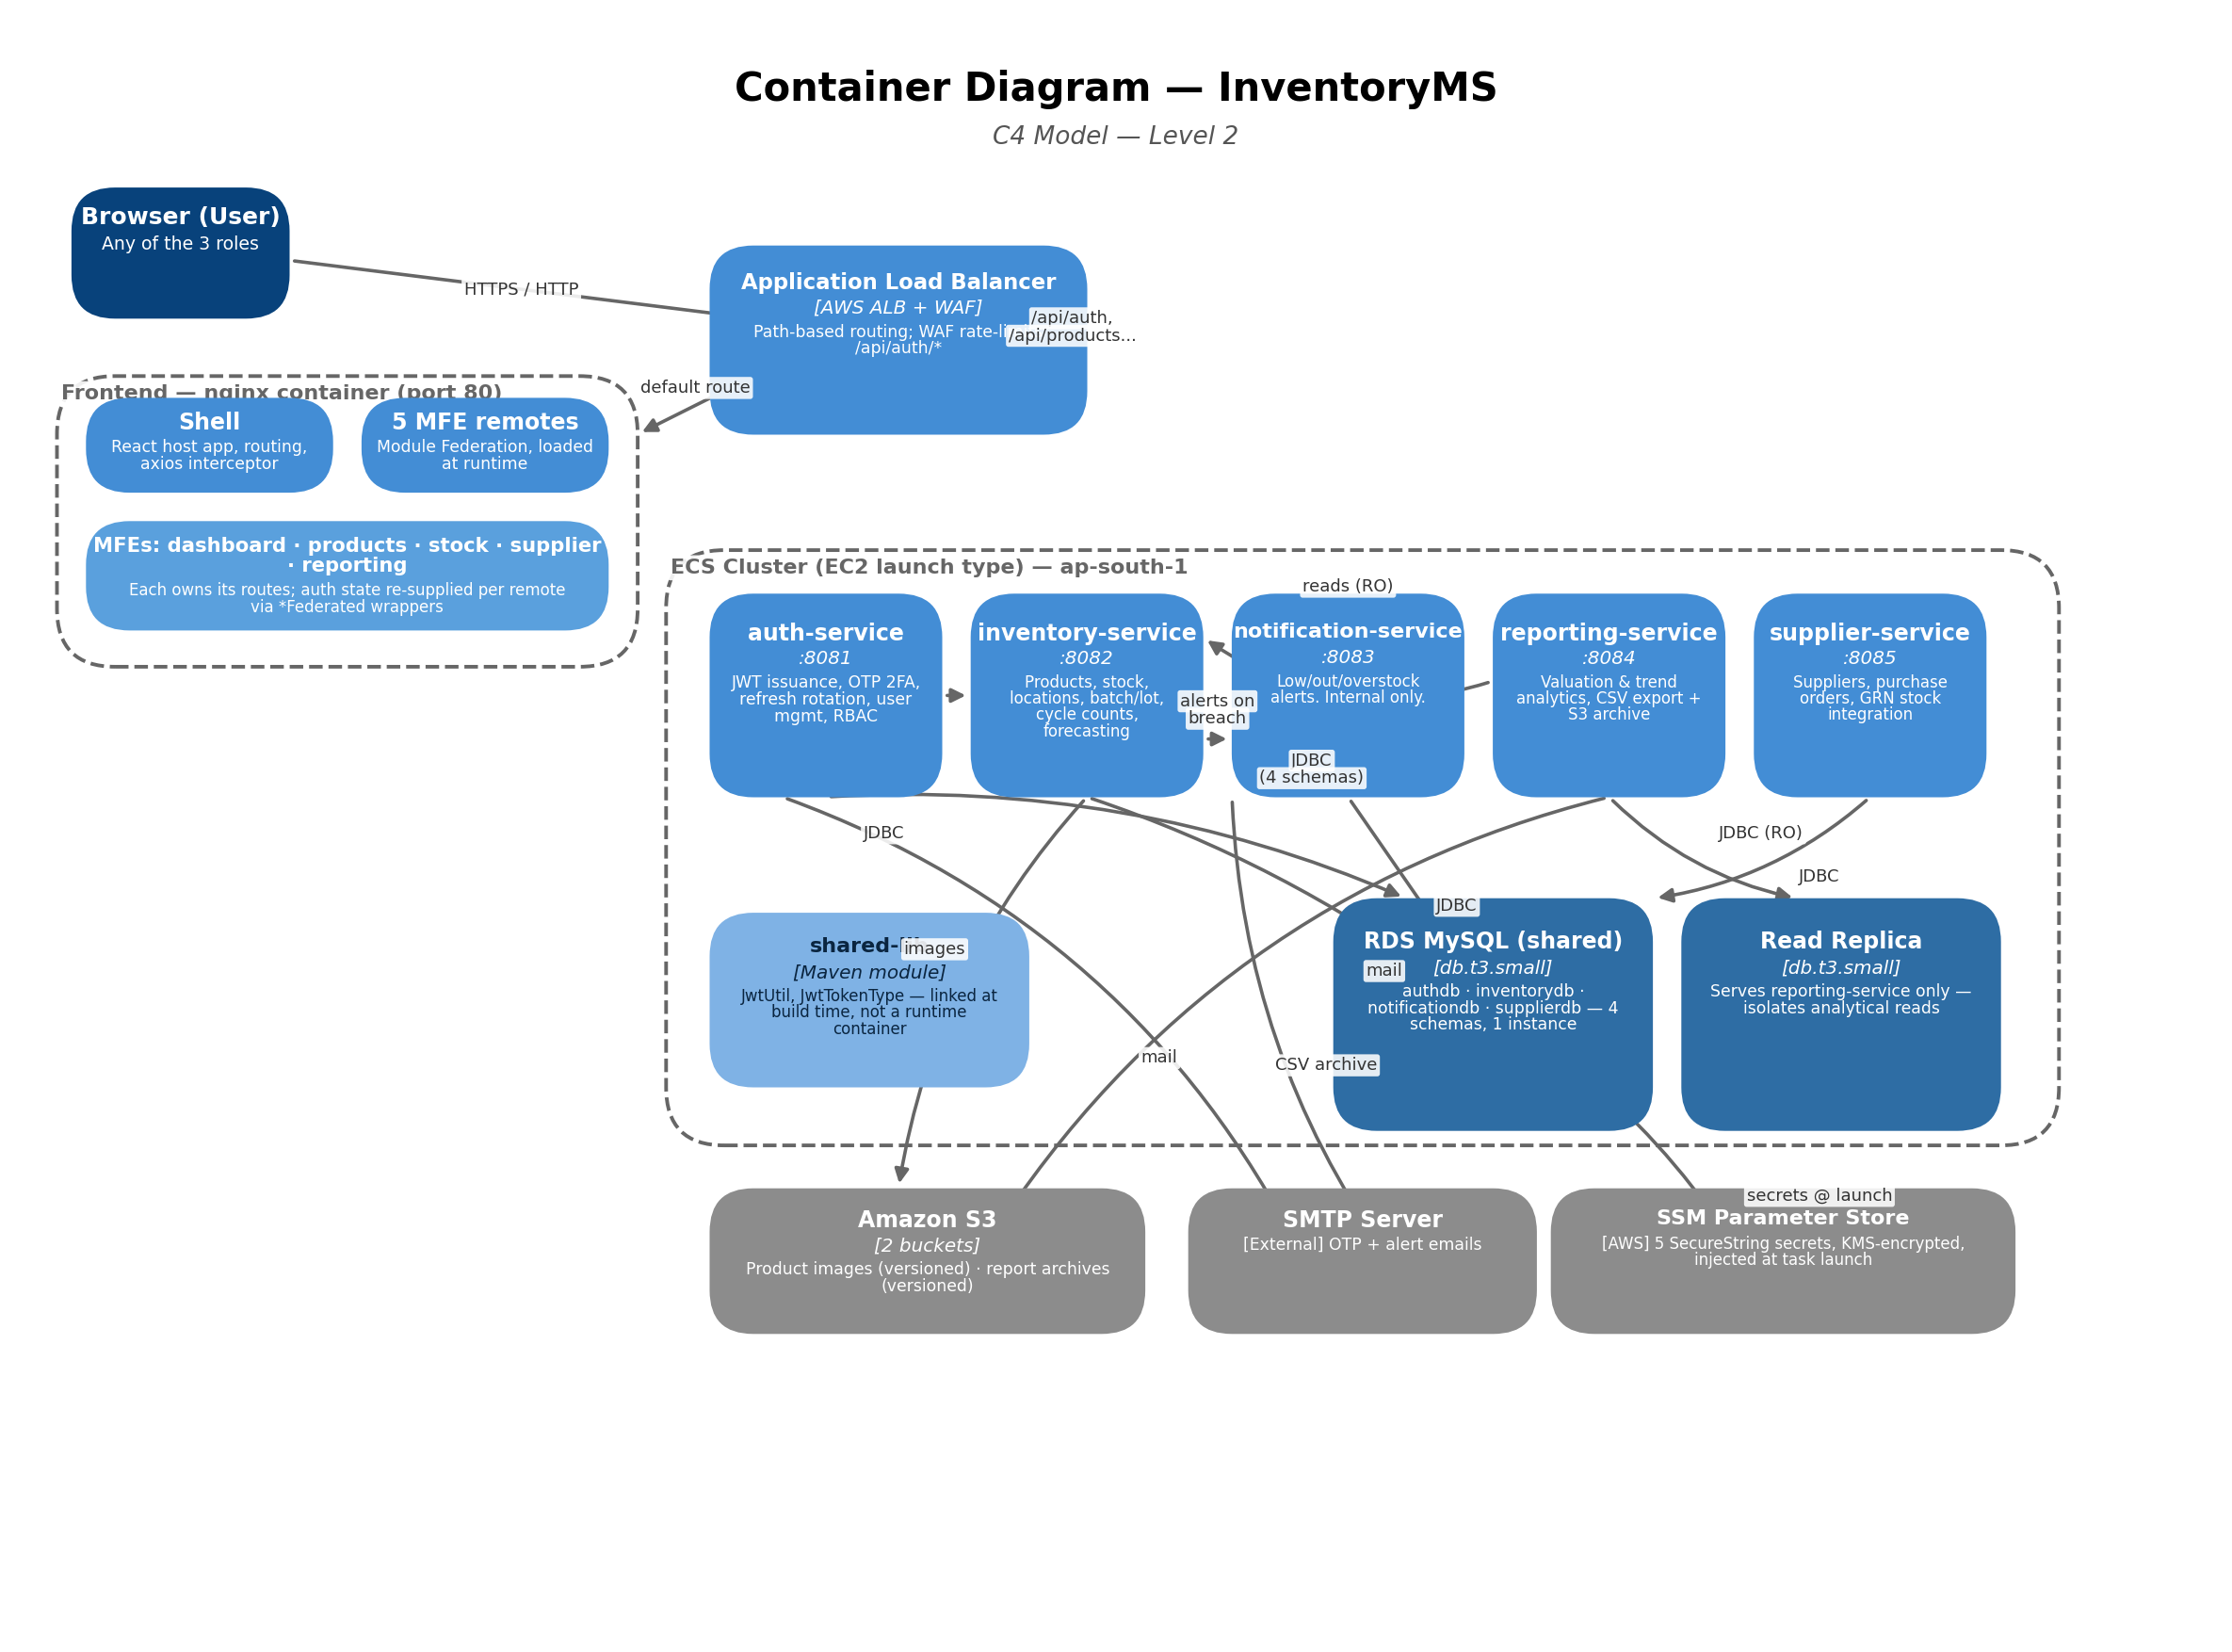 Container Diagram — InventoryMS
C4 Model — Level 2
Browser (User)
Any of the 3 roles
HTTPS / HTTP
Application Load Balancer
[AWS ALB + WAF]
Path-based routing; WAF
/api/auth/*
/api/auth,
/api/products...
default route
Frontend — nginx container (port 80)
Shell
React host app, routing,
axios interceptor
5 MFE remotes
Module Federation, loaded
at runtime
MFEs: dashboard · products · stock · supplier
· reporting
Each owns its routes; auth state re-supplied per remote
via *Federated wrappers
ECS Cluster (EC2 launch type) — ap-south-1
reads (RO)
auth-service
:8081
JWT issuance, OTP 2FA,
refresh rotation, user
mgmt, RBAC
inventory-service
:8082
Products, stock,
locations, batch/lot,
cycle counts,
forecasting
alerts on
breach
notification-service
:8083
Low/out/overstock
alerts. Internal only.
JDBC
(4 schemas)
reporting-service
:8084
Valuation & trend
analytics, CSV export +
S3 archive
supplier-service
:8085
Suppliers, purchase
orders, GRN stock
integration
JDBC
JDBC (RO)
JDBC
JDBC
images
[Maven module]
JwtUtil, JwtTokenType — linked at
build time, not a runtime
container
RDS MySQL (shared)
mail
[db.t3.small]
authdb · inventorydb ·
notificationdb · supplierdb — 4
schemas, 1 instance
Read Replica
[db.t3.small]
Serves reporting-service only —
isolates analytical reads
mail
CSV archive
Amazon S3
[2 buckets]
Product images (versioned) · report archives
(versioned)
SMTP Server
[External] OTP + alert emails
secrets @ launch
SSM Parameter Store
[AWS] 5 SecureString secrets, KMS-encrypted,
injected at task launch